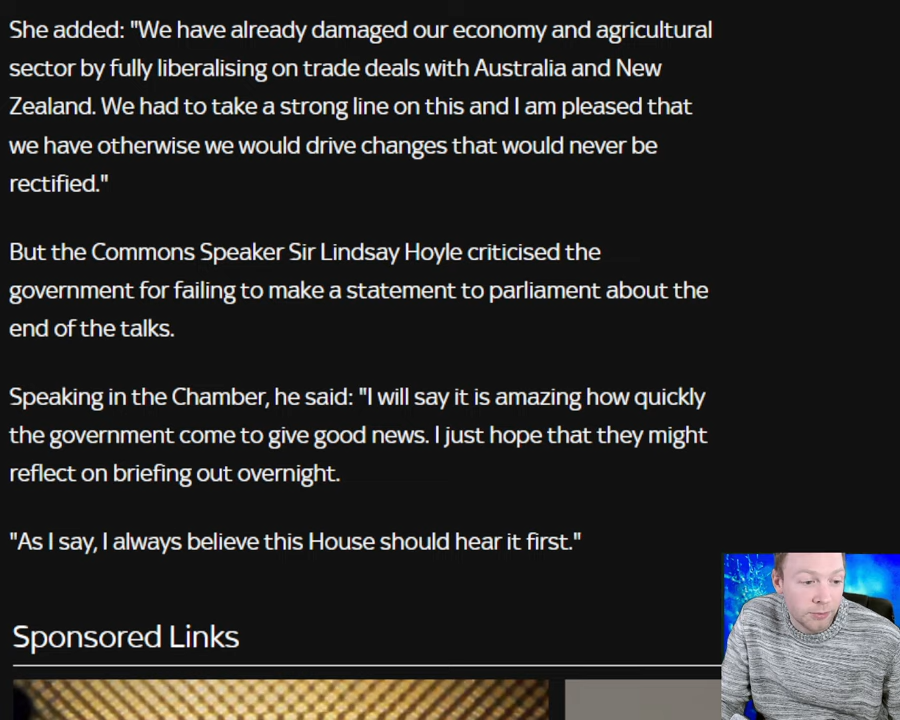 She added: "We have already damaged our economy and agricultural
sector by fully liberalising on trade deals with Australia and New
Zealand. We had to take a strong line on this and I am pleased that
we have otherwise we would drive changes that would never be
rectified."
But the Commons Speaker Sir Lindsay Hoyle criticised the
government for failing to make a statement to parliament about the
end of the talks.
Speaking in the Chamber, he said: "I will say it is amazing how quickly
the government come to give good news. I just hope that they might
reflect on briefing out overnight.
"As I say, I always believe this House should hear it first."
Sponsored Links